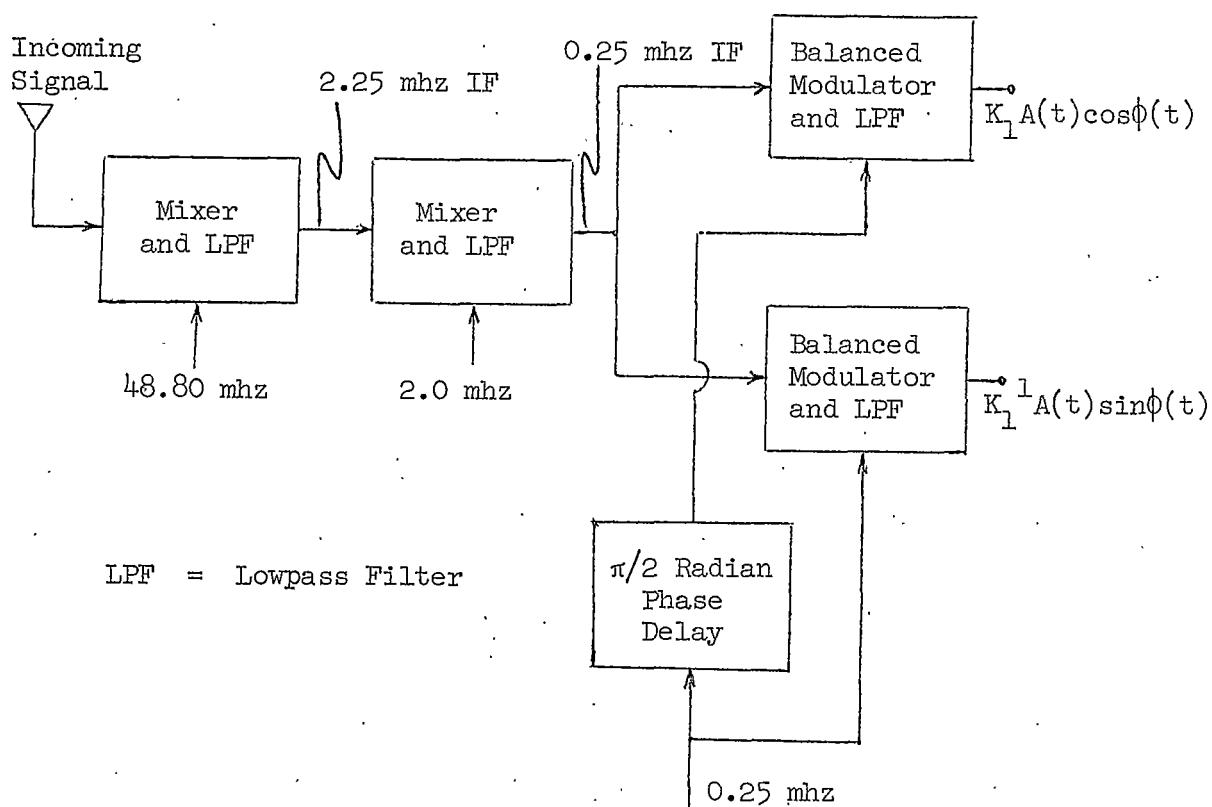 Incoming
Signal
2.25 mhz IF
0.25 mhz IF
Mixer
and LPF
Mixer
and LPF
48.80 mhz
2.0 mhz
Balanced
Modulator
and LPF
K₁A(t)cosϕ(t)
Balanced
Modulator
and LPF
K₁¹A(t)sinϕ(t)
LPF = Lowpass Filter
π/2 Radian
Phase
Delay
0.25 mhz